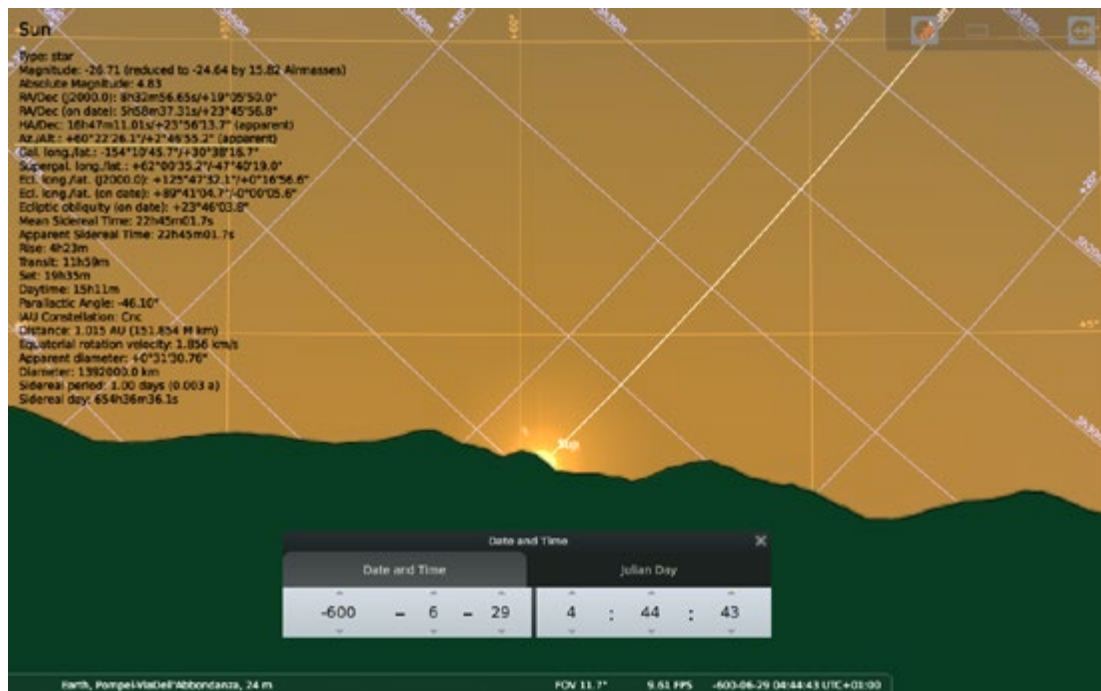 Sun
Type: star
Magnitude: -26.71 (reduced to -24.64 by 15.82 Airmasses)
Absolute Magnitude: 4.83
RA/Dec (J2000.0): 8h32m56.65s/+19°05'50.0"
RA/Dec (on date): 5h58m37.31s/+23°45'56.8"
HA/Dec: 16h47m11.01s/+23°56'13.7" (apparent)
Az./Alt.: +60°22'26.1"/+2°46'55.2" (apparent)
Gal. long./lat.: -154°10'45.7"/+30°38'16.7"
Supergal. long./lat.: +62°00'35.2"/-47°40'19.0"
Ecl. long./lat. (J2000.0): +125°47'32.1"/+0°16'56.6"
Ecl. long./lat. (on date): +89°41'04.7"/-0°00'05.6"
Ecliptic obliquity (on date): +23°46'03.8"
Mean Sidereal Time: 22h45m01.7s
Apparent Sidereal Time: 22h45m01.7s
Rise: 4h23m
Transit: 11h59m
Set: 19h35m
Daytime: 15h11m
Parallactic Angle: -46.10°
IAU Constellation: Cnc
Distance: 1.015 AU (151.854 M km)
Equatorial rotation velocity: 1.856 km/s
Apparent diameter: +0°31'30.76"
Diameter: 1392000.0 km
Sidereal period: 1.00 days (0.003 a)
Sidereal day: 654h36m36.1s
+60°
+30°
+25°
+20°
+5°
Sun
Date and Time
Date and Time Julian Day
-600 – 6 – 29 4 : 44 : 43
Earth, Pompei-ViaDell'Abbondanza, 24 m FOV 11.7° 9.61 FPS -600-06-29 04:44:43 UTC+01:00